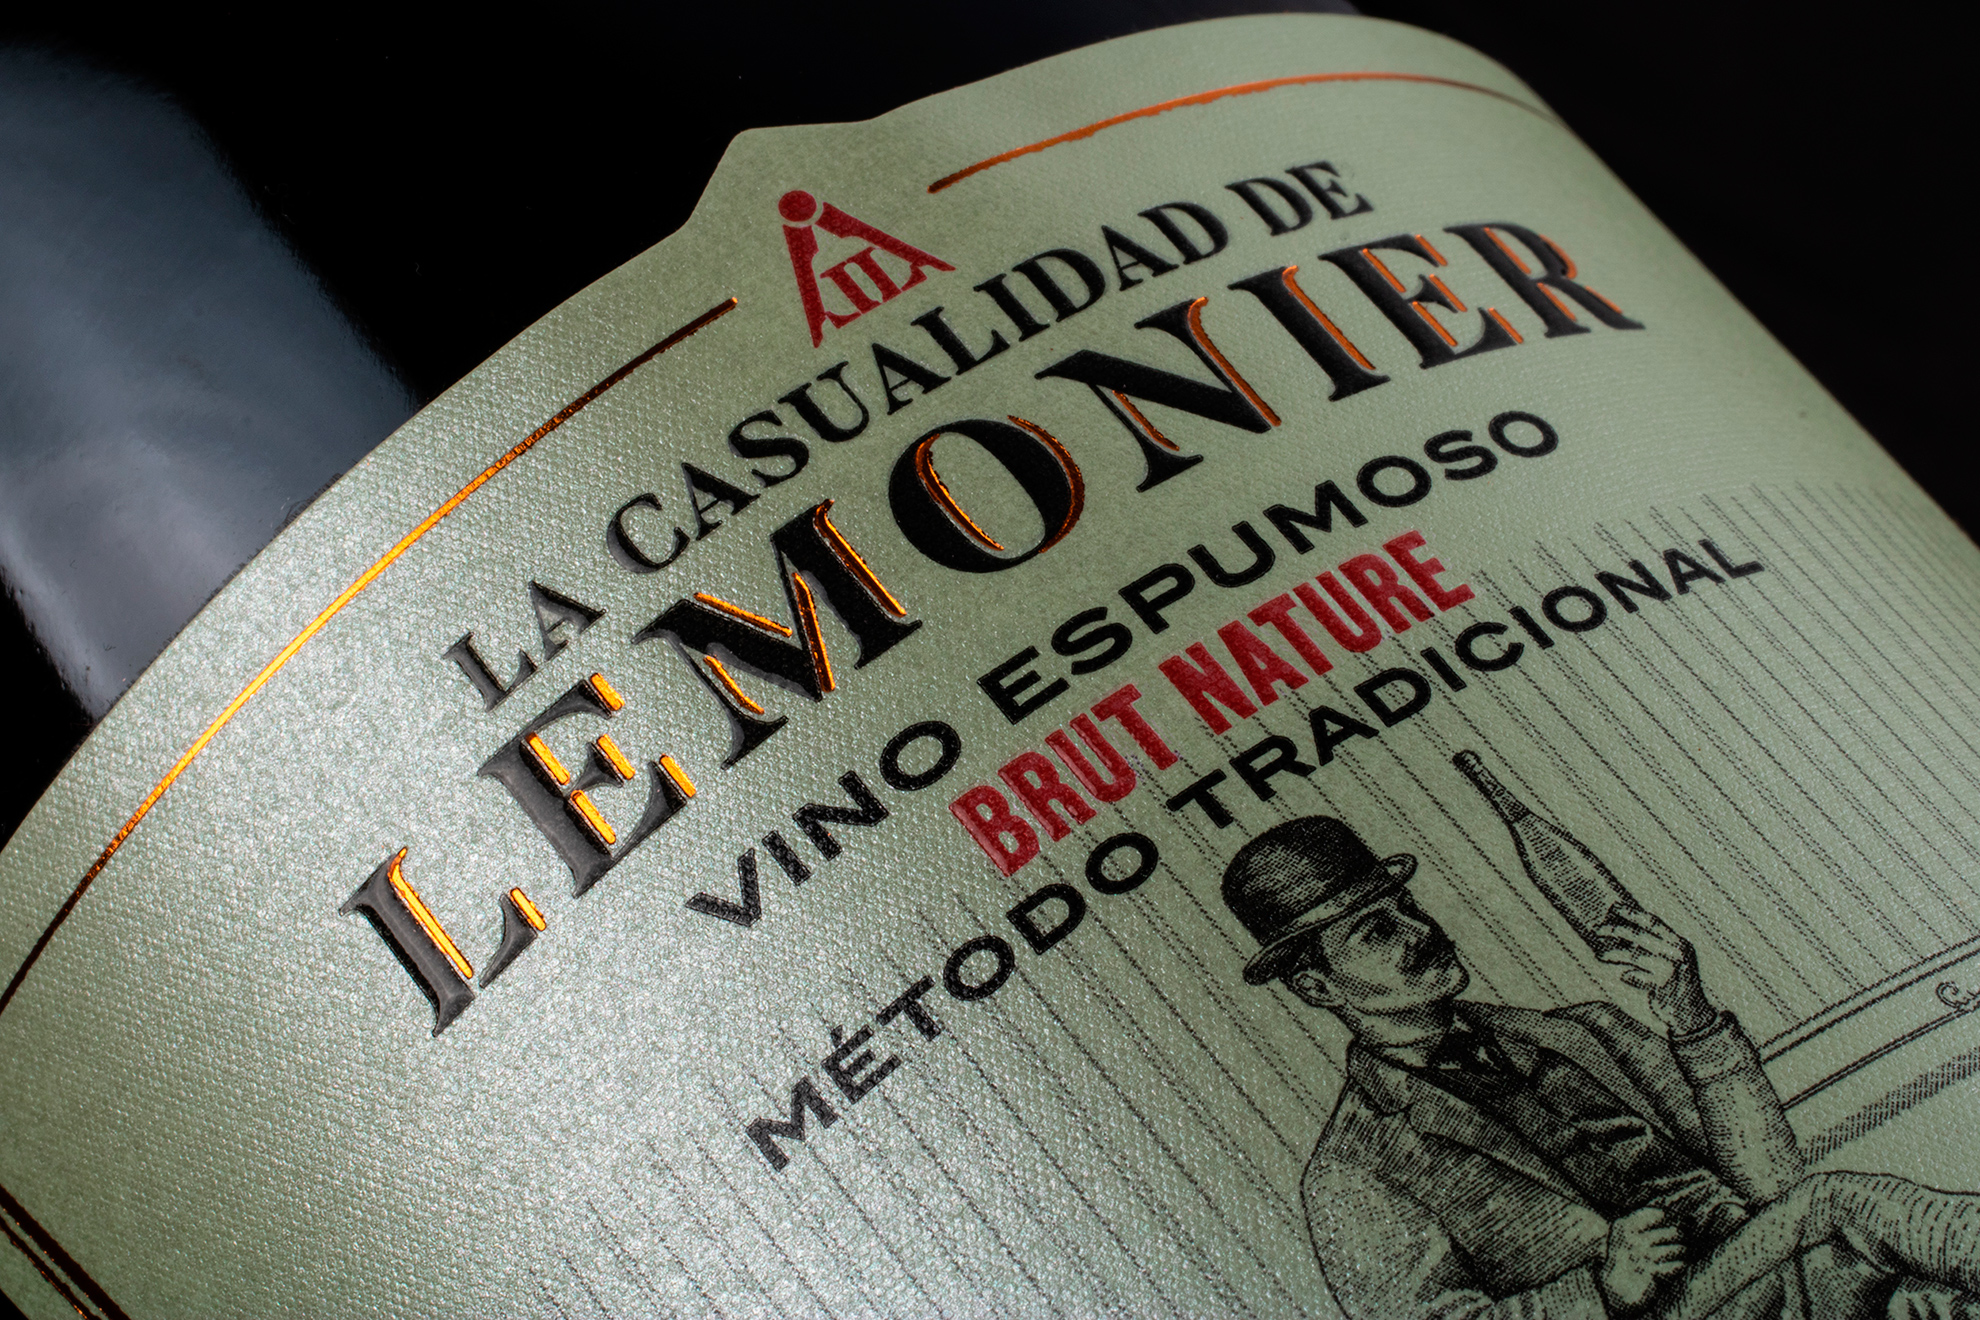 LA CASUALIDAD DE
LEMONIER
VINO ESPUMOSO
BRUT NATURE
MÉTODO TRADICIONAL